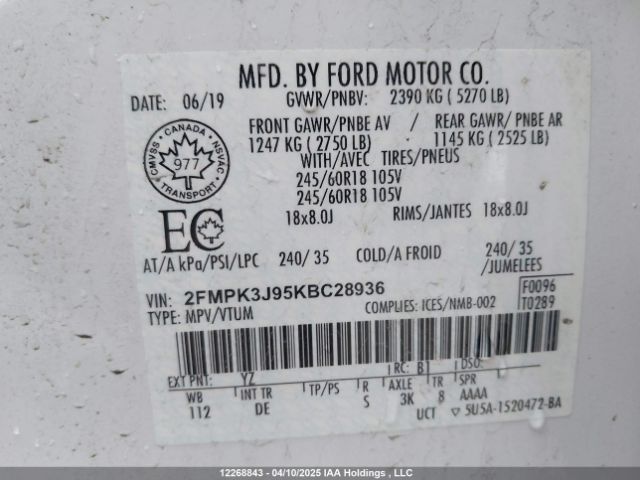 MFD. BY FORD MOTOR CO.
DATE: 06/19 GVWR/PNBV: 2390 KG ( 5270 LB)
FRONT GAWR/PNBE AV / REAR GAWR/ PNBE AR
1247 KG ( 2750 LB) 1145 KG ( 2525 LB)
WITH/AVEC TIRES/PNEUS
245/60R18 105V
245/60R18 105V
18x8.0J RIMS/JANTES 18x8.0J
CANADA
CMVSS NSVAC
977
TRANSPORT
EC
AT/A kPa/PSI/LPC 240/ 35 COLD/A FROID 240/ 35
/JUMELEES
VIN: 2FMPK3J95KBC28936 F0096
TYPE: MPV/VTUM COMPLIES: ICES/NMB-002 T0289
RC: B DSO:
EXT PNT: YZ
WB INT TR TP/PS R AXLE TR SPR
112 DE S 3K 8 AAAA
UCT 5U5A-1520472-BA
12268843 - 04/10/2025 IAA Holdings , LLC